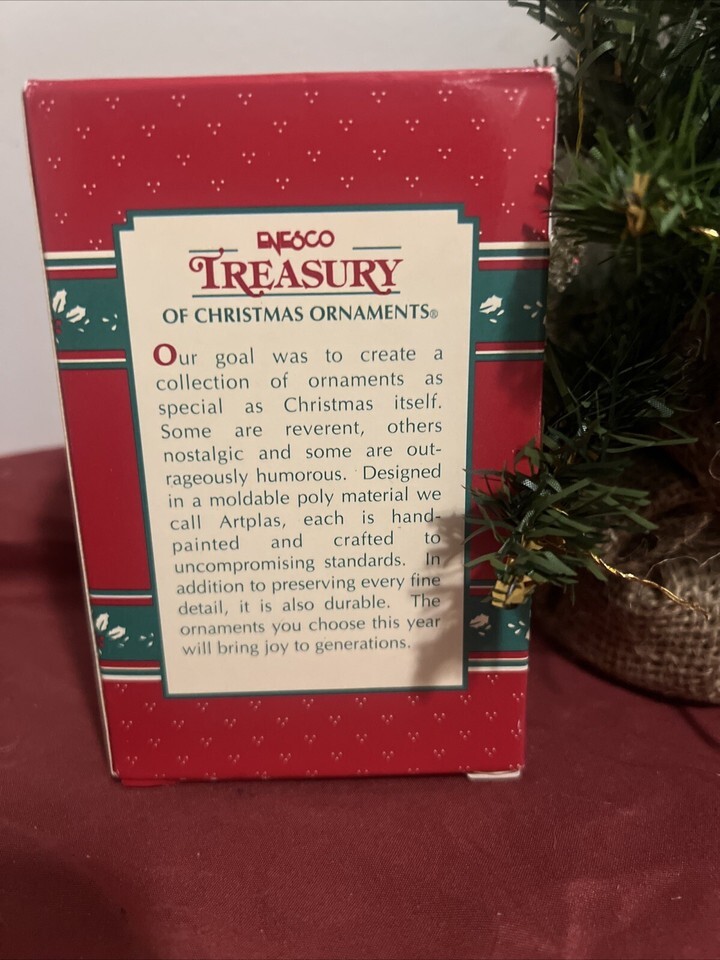 ENESCO
TREASURY
OF CHRISTMAS ORNAMENTS®
Our goal was to create a
collection of ornaments as
special as Christmas itself.
Some are reverent, others
nostalgic and some are out-
rageously humorous. Designed
in a moldable poly material we
call Artplas, each is hand-
painted and crafted to
uncompromising standards. In
addition to preserving every fine
detail, it is also durable. The
ornaments you choose this year
will bring joy to generations.